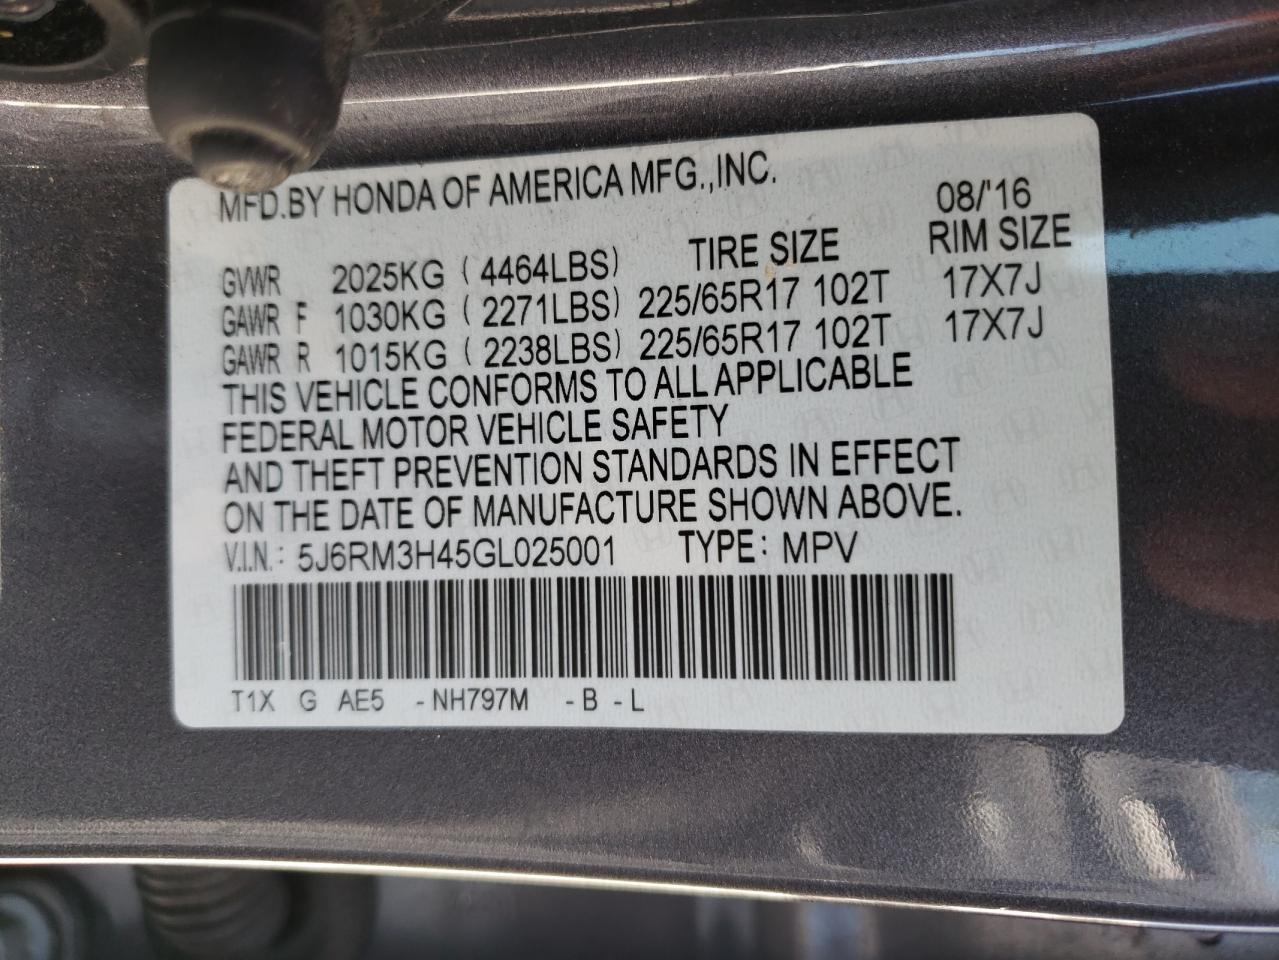 MFD.BY HONDA OF AMERICA MFG.,INC. 08/'16
GVWR 2025KG ( 4464LBS) TIRE SIZE RIM SIZE
GAWR F 1030KG ( 2271LBS) 225/65R17 102T 17X7J
GAWR R 1015KG ( 2238LBS) 225/65R17 102T 17X7J
THIS VEHICLE CONFORMS TO ALL APPLICABLE
FEDERAL MOTOR VEHICLE SAFETY
AND THEFT PREVENTION STANDARDS IN EFFECT
ON THE DATE OF MANUFACTURE SHOWN ABOVE.
V.I.N.: 5J6RM3H45GL025001 TYPE: MPV
T1X G AE5 -NH797M -B -L